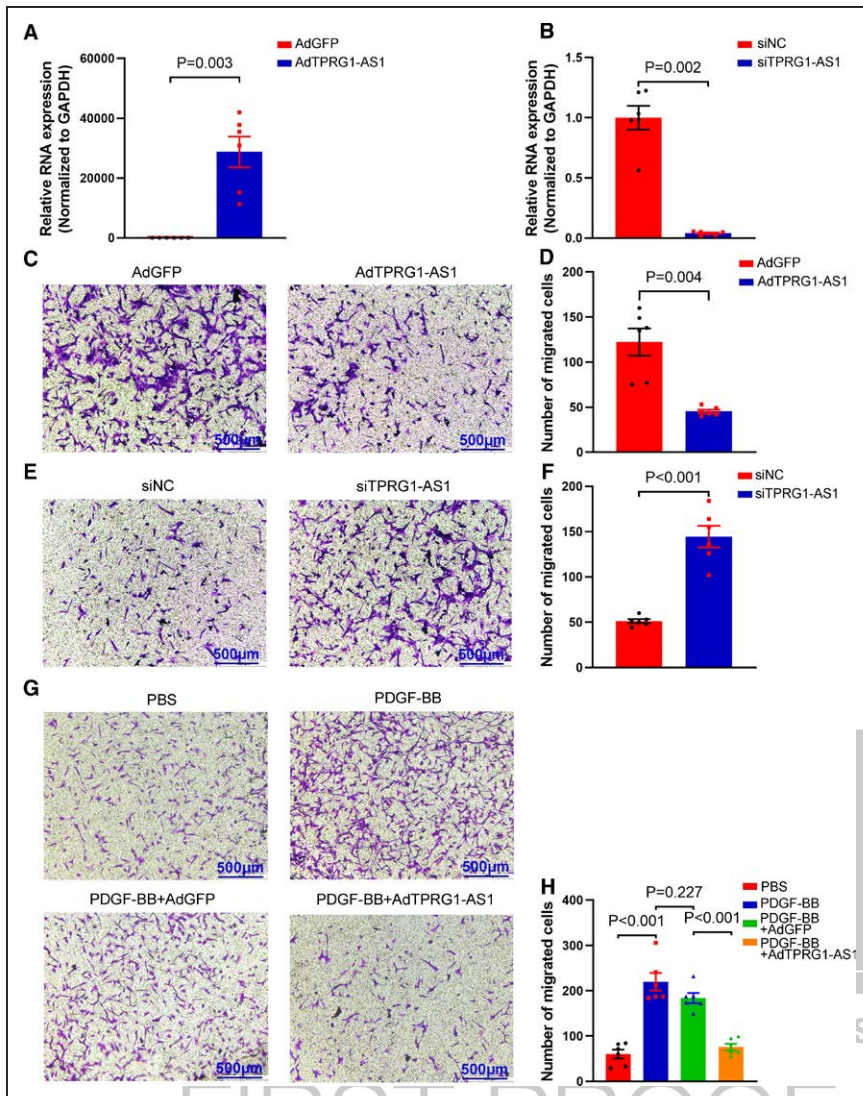 A
Relative RNA expression
(Normalized to GAPDH)
60000
40000
20000
0
P=0.003
AdGFP
AdTPRG1-AS1
B
Relative RNA expression
(Normalized to GAPDH)
1.5
1.0
0.5
0.0
P=0.002
siNC
siTPRG1-AS1
C
AdGFP
500μm
AdTPRG1-AS1
500μm
D
Number of migrated cells
200
150
100
50
0
P=0.004
AdGFP
AdTPRG1-AS1
E
siNC
500μm
siTPRG1-AS1
500μm
F
Number of migrated cells
200
150
100
50
0
P<0.001
siNC
siTPRG1-AS1
G
PBS
500μm
PDGF-BB
500μm
PDGF-BB+AdGFP
500μm
PDGF-BB+AdTPRG1-AS1
500μm
H
Number of migrated cells
400
300
200
100
0
P<0.001
P=0.227
P<0.001
PBS
PDGF-BB
PDGF-BB
+AdGFP
PDGF-BB
+AdTPRG1-AS1
FIRST PROOF